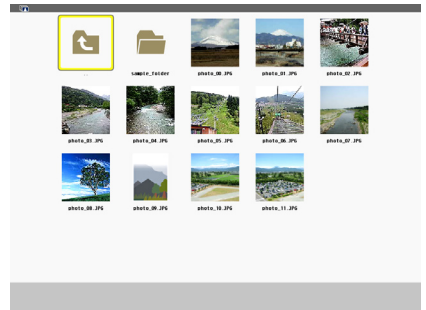 ..
sample_folder
photo_00.JPG
photo_01.JPG
photo_02.JPG
photo_03.JPG
photo_04.JPG
photo_05.JPG
photo_06.JPG
photo_07.JPG
photo_08.JPG
photo_09.JPG
photo_10.JPG
photo_11.JPG